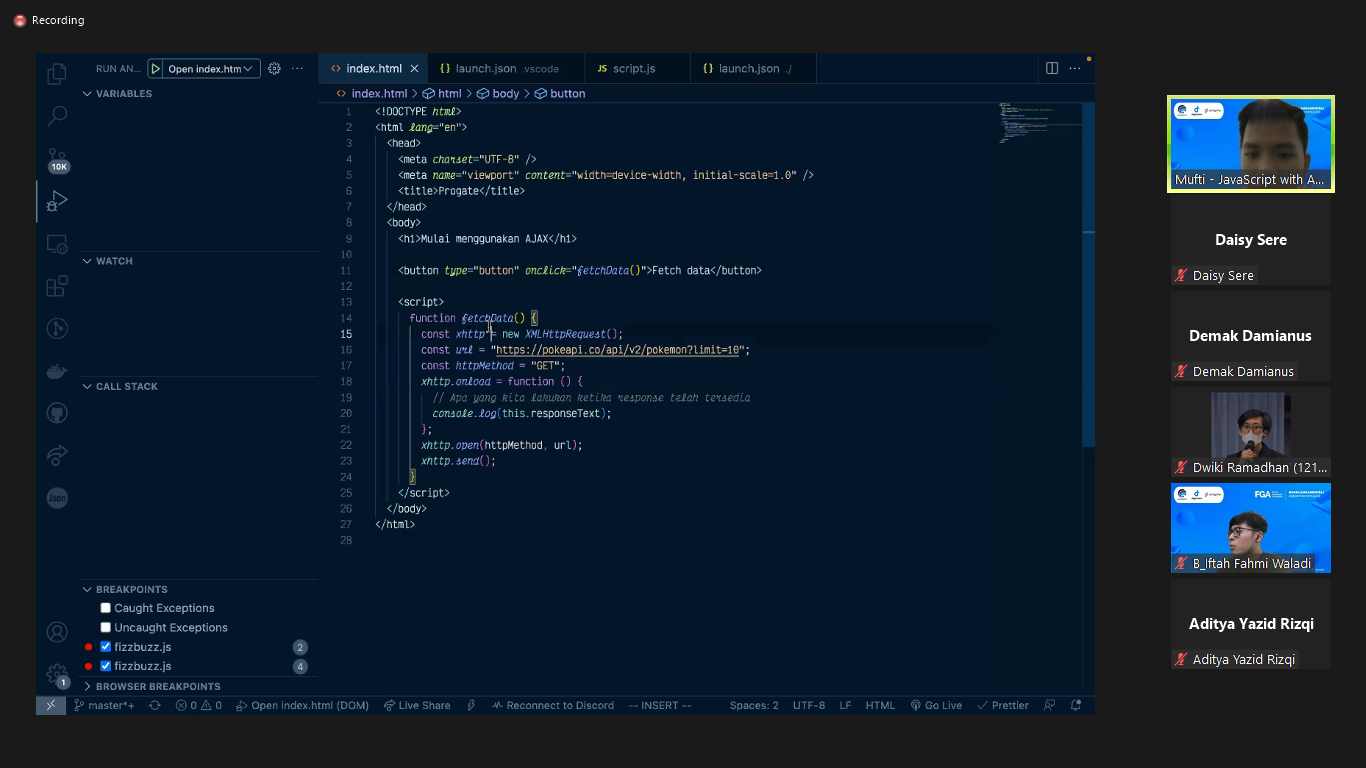 Recording
RUN AN...
Open index.htm
VARIABLES
10K
WATCH
CALL STACK
Json
BREAKPOINTS
Caught Exceptions
Uncaught Exceptions
fizzbuzz.js
2
fizzbuzz.js
4
1
BROWSER BREAKPOINTS
index.html
{} launch.json .vscode
JS script.js
{} launch.json ./
index.html > html > body > button
1 <!DOCTYPE html>
2 <html lang="en">
3 <head>
4 <meta charset="UTF-8" />
5 <meta name="viewport" content="width=device-width, initial-scale=1.0" />
6 <title>Progate</title>
7 </head>
8 <body>
9 <h1>Mulai menggunakan AJAX</h1>
10
11 <button type="button" onclick="fetchData()">Fetch data</button>
12
13 <script>
14 function fetchData() {
15 const xhttp = new XMLHttpRequest();
16 const url = "https://pokeapi.co/api/v2/pokemon?limit=10";
17 const httpMethod = "GET";
18 xhttp.onload = function () {
19 // Apa yang kita lakukan ketika response telah tersedia
20 console.log(this.responseText);
21 };
22 xhttp.open(httpMethod, url);
23 xhttp.send();
24 }
25 </script>
26 </body>
27 </html>
28
master*+
0 0
Open index.html (DOM)
Live Share
Reconnect to Discord
-- INSERT --
Spaces: 2
UTF-8
LF
HTML
Go Live
Prettier
Mufti - JavaScript with A...
Daisy Sere
Daisy Sere
Demak Damianus
Demak Damianus
Dwiki Ramadhan (121...
FGA
B_Iftah Fahmi Waladi
Aditya Yazid Rizqi
Aditya Yazid Rizqi